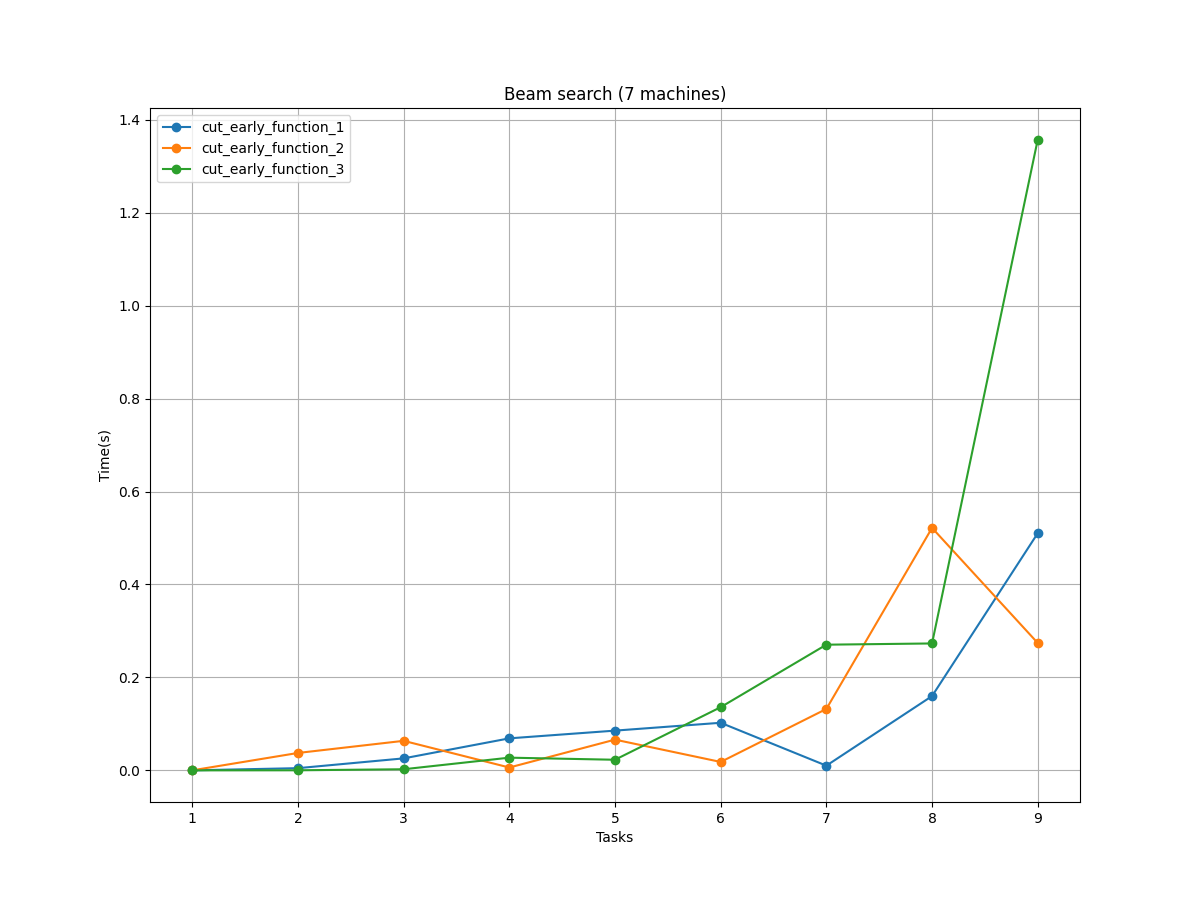 Beam search (7 machines)
cut_early_function_1
cut_early_function_2
cut_early_function_3
1.4
1.2
1.0
0.8
0.6
0.4
0.2
0.0
Time(s)
1 2 3 4 5 6 7 8 9
Tasks